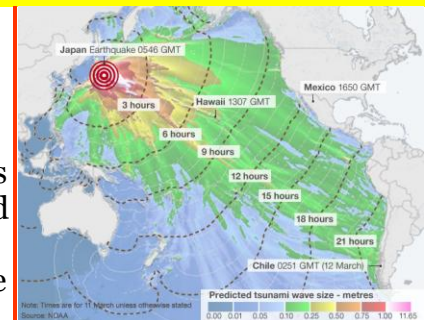 Japan Earthquake 0546 GMT
3 hours
Hawaii 1307 GMT
Mexico 1650 GMT
6 hours
9 hours
12 hours
15 hours
18 hours
21 hours
Chile 0251 GMT (12 March)
s
d
e
Note: Times are for 11 March unless otherwise stated
Source: NOAA
Predicted tsunami wave size - metres
0.00 0.01 0.05 0.10 0.25 0.50 0.75 1.00 11.65